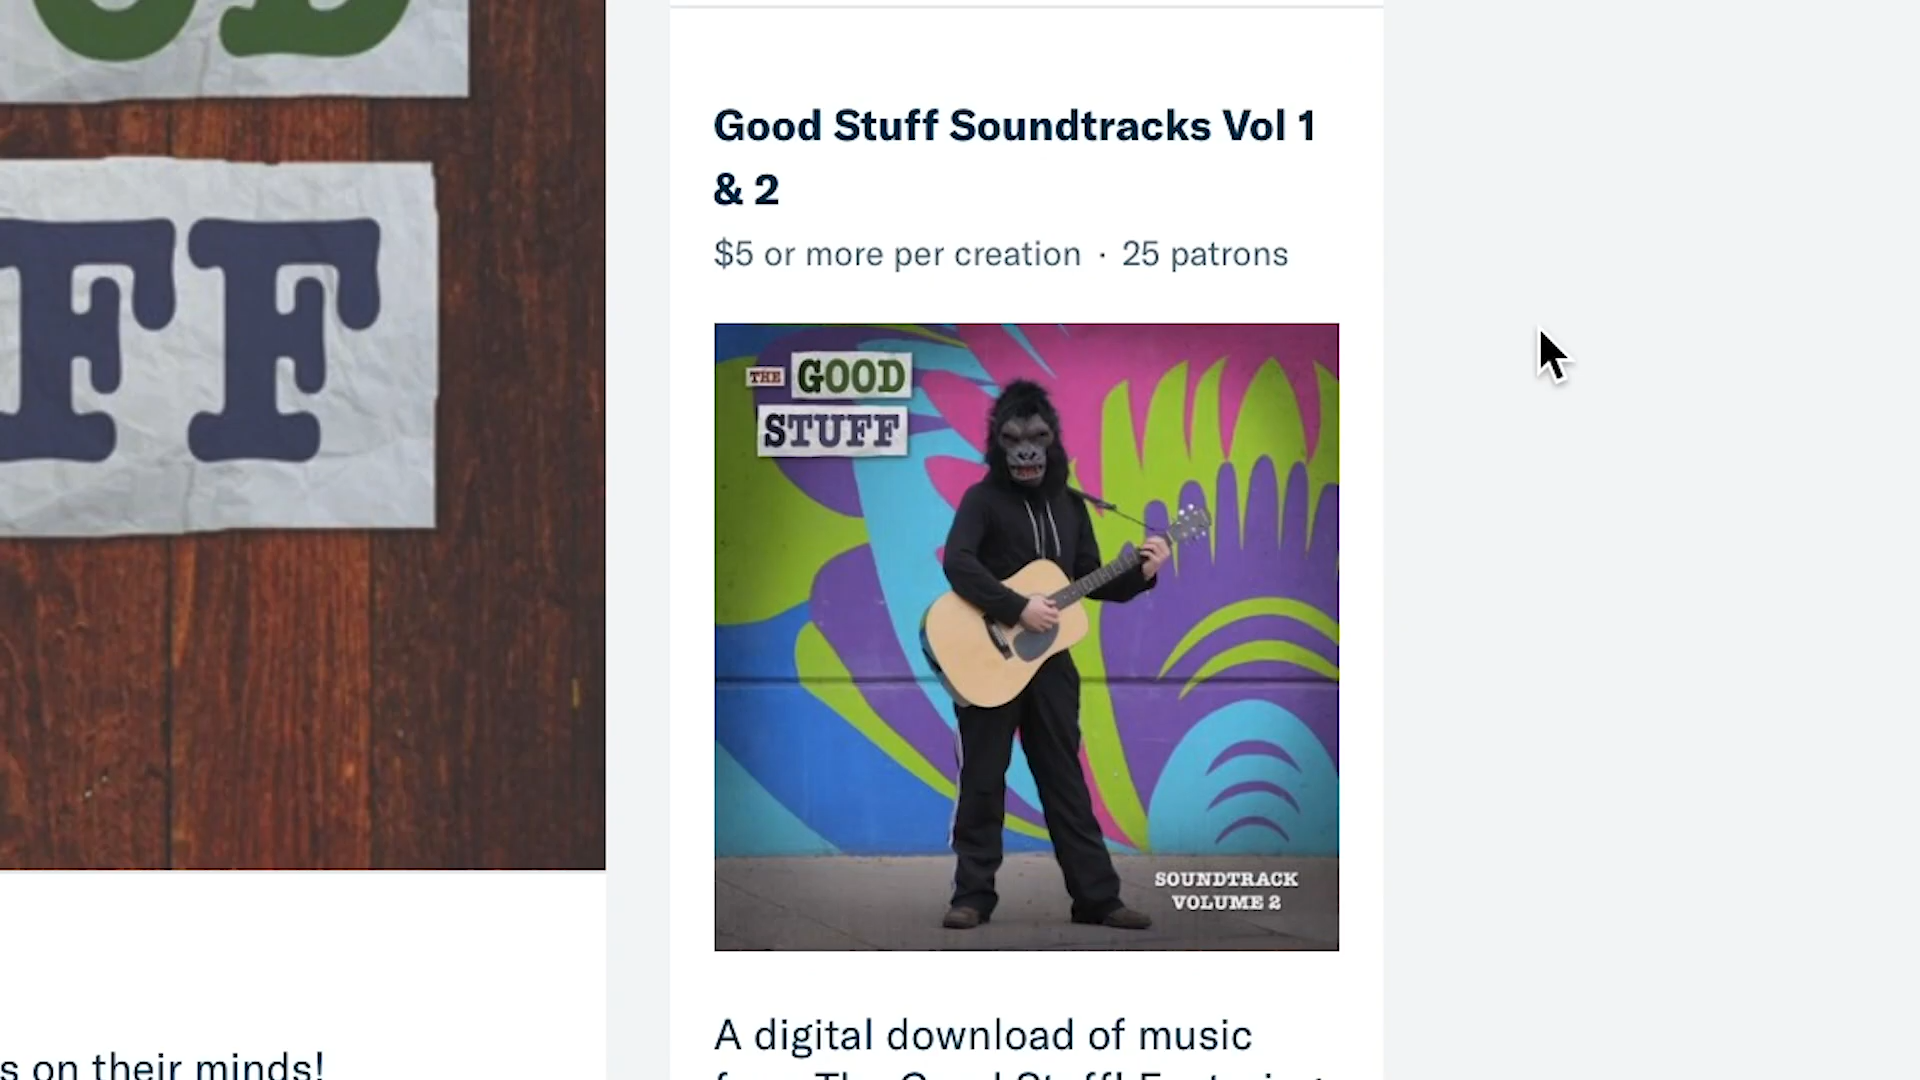 FF
Good Stuff Soundtracks Vol 1
& 2
$5 or more per creation · 25 patrons
THE GOOD
STUFF
SOUNDTRACK
VOLUME 2
A digital download of music
s on their minds!